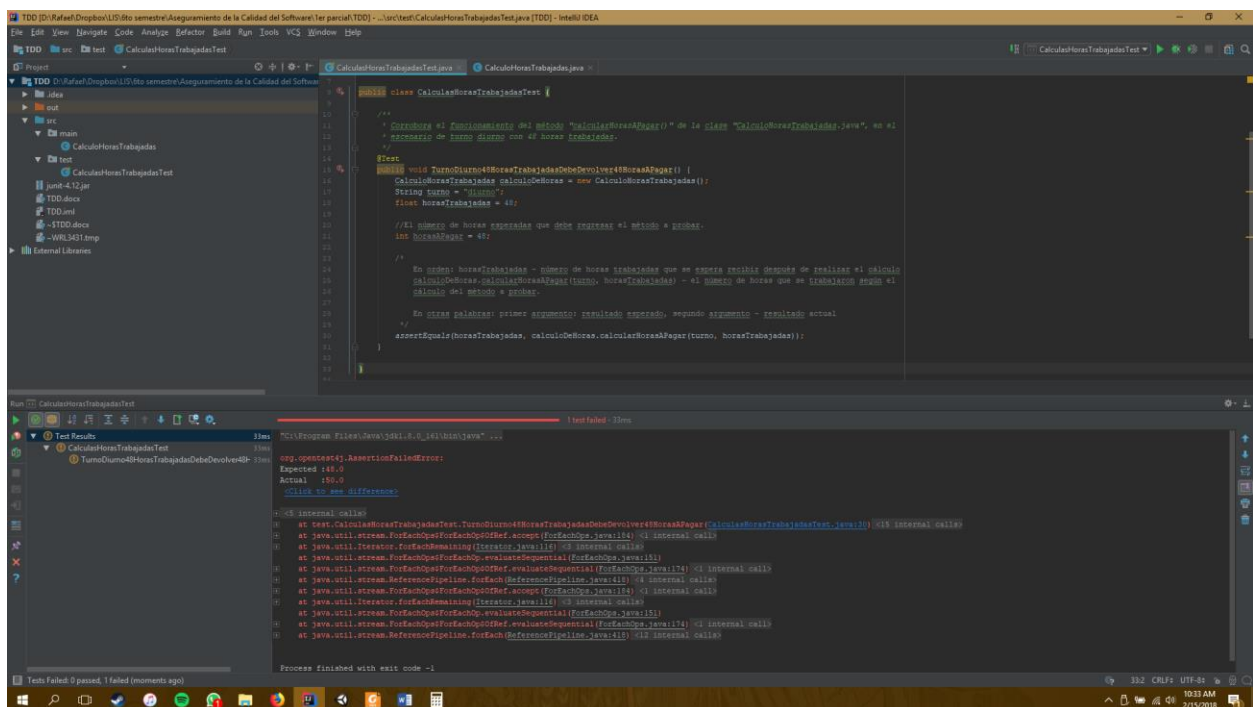 TDD [D:\Rafael\Dropbox\LIS\6to semestre\Aseguramiento de la Calidad del Software\1er parcial\TDD] - ...\src\test\CalculasHorasTrabajadasTest.java [TDD] - IntelliJ IDEA
File Edit View Navigate Code Analyze Refactor Build Run Tools VCS Window Help
TDD src test CalculasHorasTrabajadasTest
CalculasHorasTrabajadasTest
Project
CalculasHorasTrabajadasTest.java
CalculoHorasTrabajadas.java
TDD D:\Rafael\Dropbox\LIS\6to semestre\Aseguramiento de la Calidad del Softwar
.idea
out
src
main
CalculoHorasTrabajadas
test
CalculasHorasTrabajadasTest
junit-4.12.jar
TDD.docx
TDD.iml
~$TDD.docx
~WRL3431.tmp
External Libraries
public class CalculasHorasTrabajadasTest {
/**
* Corrobora el funcionamiento del método "calcularHorasAPagar()" de la clase "CalculoHorasTrabajadas.java", en el
* escenario de turno diurno con 48 horas trabajadas.
*/
@Test
public void TurnoDiurno48HorasTrabajadasDebeDevolver48HorasAPagar() {
CalculoHorasTrabajadas calculoDeHoras = new CalculoHorasTrabajadas();
String turno = "diurno";
float horasTrabajadas = 48;
//El número de horas esperadas que debe regresar el método a probar.
int horasAPagar = 48;
/*
En orden: horasTrabajadas - número de horas trabajadas que se espera recibir después de realizar el cálculo
calculoDeHoras.calcularHorasAPagar(turno, horasTrabajadas) - el número de horas que se trabajaron según el
cálculo del método a probar.
En otras palabras: primer argumento: resultado esperado, segundo argumento - resultado actual
*/
assertEquals(horasTrabajadas, calculoDeHoras.calcularHorasAPagar(turno, horasTrabajadas));
}
}
Run CalculasHorasTrabajadasTest
1 test failed - 33ms
Test Results 33ms
CalculasHorasTrabajadasTest 33ms
TurnoDiurno48HorasTrabajadasDebeDevolver48H 33ms
"C:\Program Files\Java\jdk1.8.0_161\bin\java" ...
org.opentest4j.AssertionFailedError:
Expected :48.0
Actual :50.0
<Click to see difference>
<5 internal calls>
at test.CalculasHorasTrabajadasTest.TurnoDiurno48HorasTrabajadasDebeDevolver48HorasAPagar(CalculasHorasTrabajadasTest.java:30) <15 internal calls>
at java.util.stream.ForEachOps$ForEachOp$OfRef.accept(ForEachOps.java:184) <1 internal call>
at java.util.Iterator.forEachRemaining(Iterator.java:116) <3 internal calls>
at java.util.stream.ForEachOps$ForEachOp.evaluateSequential(ForEachOps.java:151)
at java.util.stream.ForEachOps$ForEachOp$OfRef.evaluateSequential(ForEachOps.java:174) <1 internal call>
at java.util.stream.ReferencePipeline.forEach(ReferencePipeline.java:418) <4 internal calls>
at java.util.stream.ForEachOps$ForEachOp$OfRef.accept(ForEachOps.java:184) <1 internal call>
at java.util.Iterator.forEachRemaining(Iterator.java:116) <3 internal calls>
at java.util.stream.ForEachOps$ForEachOp.evaluateSequential(ForEachOps.java:151)
at java.util.stream.ForEachOps$ForEachOp$OfRef.evaluateSequential(ForEachOps.java:174) <1 internal call>
at java.util.stream.ReferencePipeline.forEach(ReferencePipeline.java:418) <12 internal calls>
Process finished with exit code -1
Tests Failed: 0 passed, 1 failed (moments ago)
33:2 CRLF÷ UTF-8÷
10:33 AM
2/15/2018